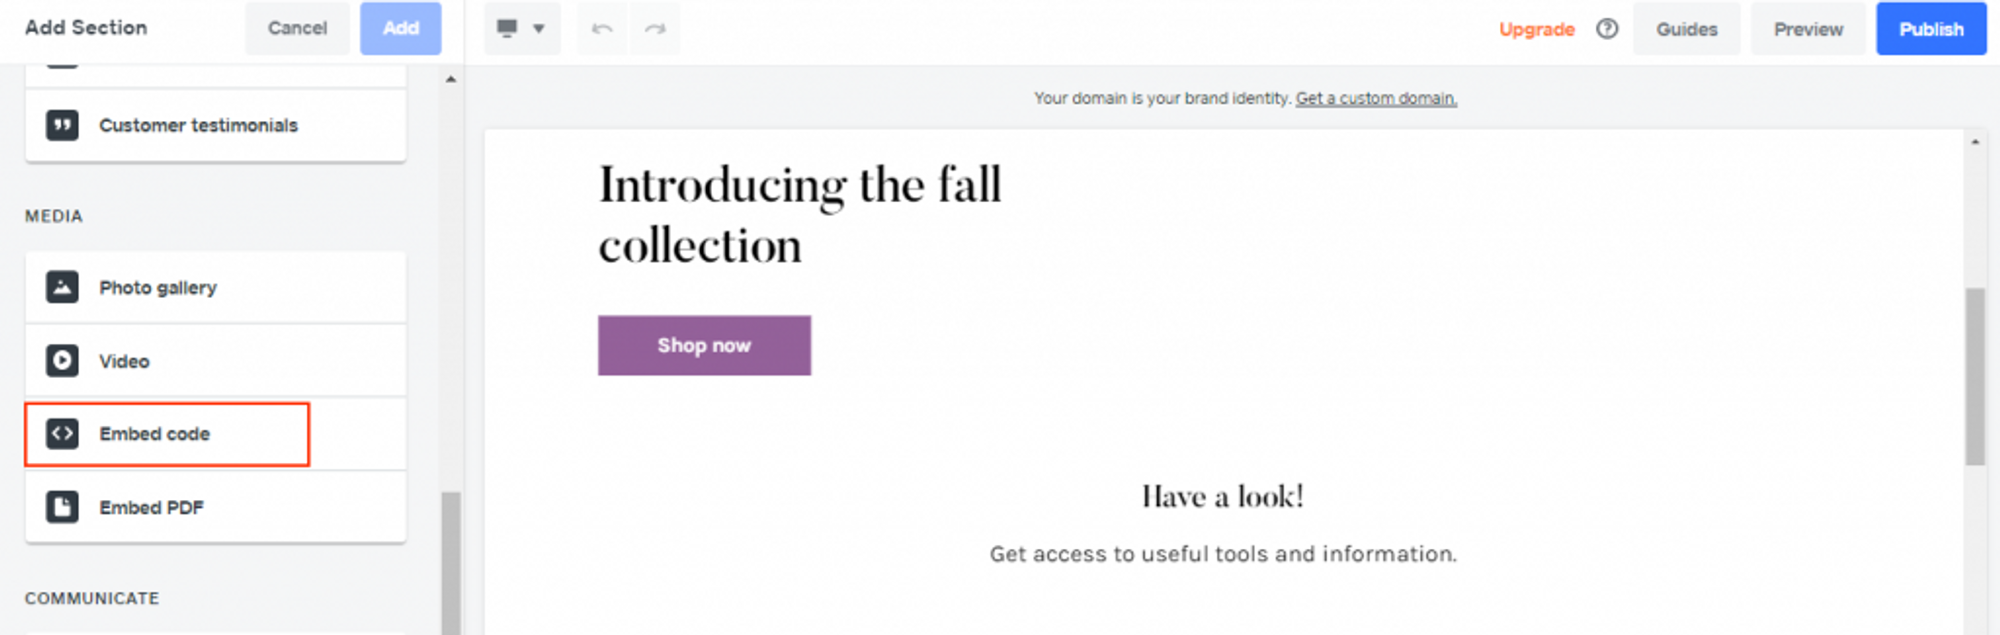 Add Section
Cancel
Add
Upgrade
Guides
Preview
Publish
Customer testimonials
MEDIA
Photo gallery
Video
Embed code
Embed PDF
COMMUNICATE
Your domain is your brand identity. Get a custom domain.
Introducing the fall
collection
Shop now
Have a look!
Get access to useful tools and information.